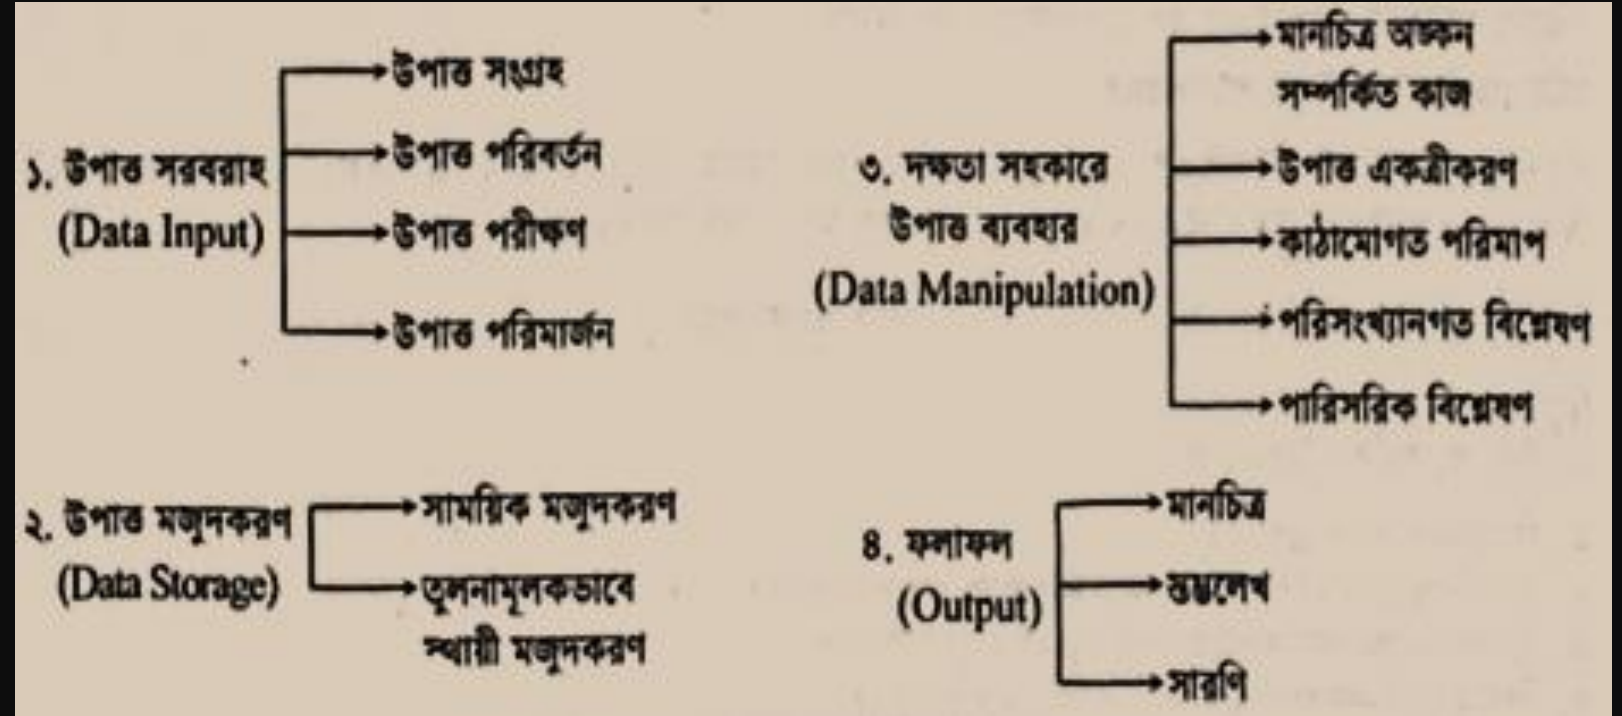 ১. উপাত্ত সরবরাহ
(Data Input)
উপাত্ত সংগ্রহ
উপাত্ত পরিবর্তন
উপাত্ত পরীক্ষণ
উপাত্ত পরিমার্জন
২. উপাত্ত মজুদকরণ
(Data Storage)
সাময়িক মজুদকরণ
তুলনামূলকভাবে
স্থায়ী মজুদকরণ
৩. দক্ষতা সহকারে
উপাত্ত ব্যবহার
(Data Manipulation)
মানচিত্র অঙ্কন
সম্পর্কিত কাজ
উপাত্ত একত্রীকরণ
কাঠামোগত পরিমাপ
পরিসংখ্যানগত বিশ্লেষণ
পারিসরিক বিশ্লেষণ
৪. ফলাফল
(Output)
মানচিত্র
স্তম্ভলেখ
সারণি